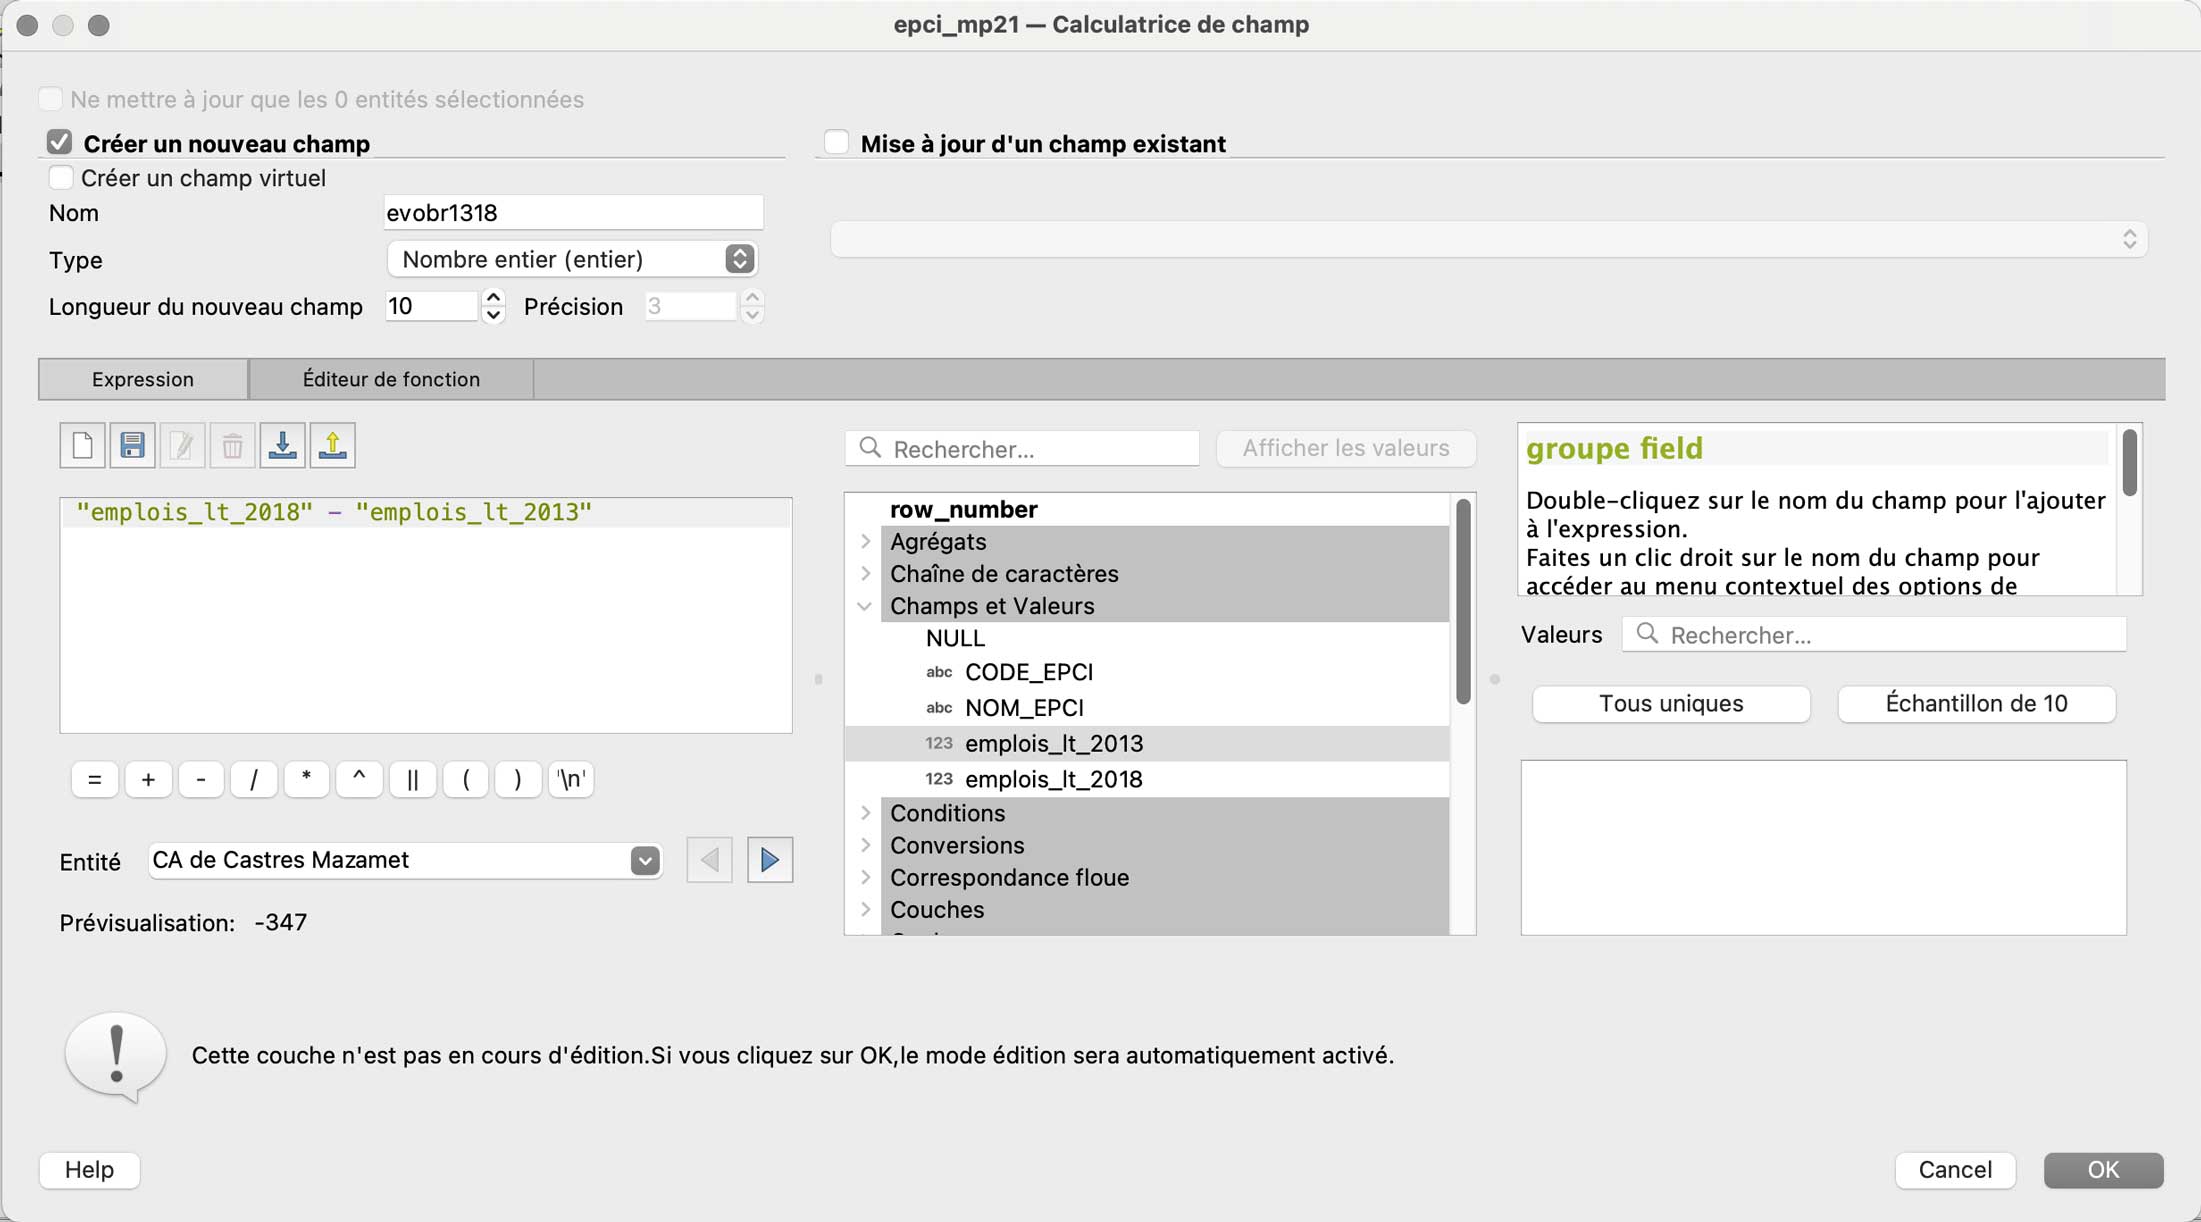 epci_mp21 — Calculatrice de champ
Ne mettre à jour que les 0 entités sélectionnées
Créer un nouveau champ
Mise à jour d'un champ existant
Créer un champ virtuel
Nom
evobr1318
Type
Nombre entier (entier)
Longueur du nouveau champ
10
Précision
3
Expression
Éditeur de fonction
"emplois_lt_2018" - "emplois_lt_2013"
= + - / * ^ || ( ) '\n'
Entité
CA de Castres Mazamet
Prévisualisation: -347
Rechercher...
Afficher les valeurs
row_number
Agrégats
Chaîne de caractères
Champs et Valeurs
NULL
abc CODE_EPCI
abc NOM_EPCI
123 emplois_lt_2013
123 emplois_lt_2018
Conditions
Conversions
Correspondance floue
Couches
groupe field
Double-cliquez sur le nom du champ pour l'ajouter
à l'expression.
Faites un clic droit sur le nom du champ pour
accéder au menu contextuel des options de
Valeurs
Rechercher...
Tous uniques
Échantillon de 10
Cette couche n'est pas en cours d'édition.Si vous cliquez sur OK,le mode édition sera automatiquement activé.
Help
Cancel
OK